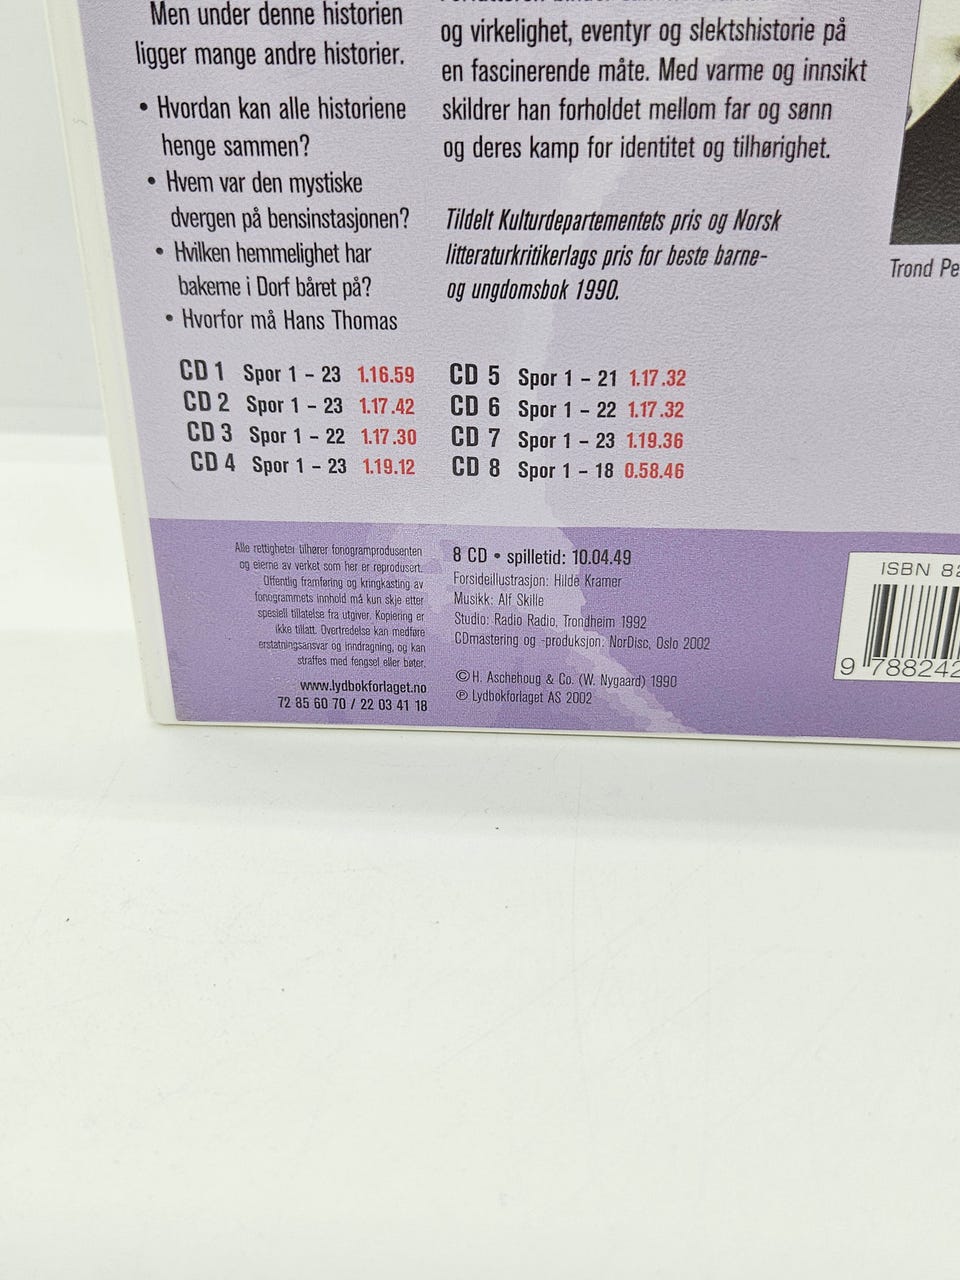 Men under denne historien
ligger mange andre historier.
• Hvordan kan alle historiene
henge sammen?
• Hvem var den mystiske
dvergen på bensinstasjonen?
• Hvilken hemmelighet har
bakerne i Dorf båret på?
• Hvorfor må Hans Thomas
og virkelighet, eventyr og slektshistorie på
en fascinerende måte. Med varme og innsikt
skildrer han forholdet mellom far og sønn
og deres kamp for identitet og tilhørighet.
Tildelt Kulturdepartementets pris og Norsk
litteraturkritikerlags pris for beste barne-
og ungdomsbok 1990.
Trond Pe
CD 1 Spor 1 – 23 1.16.59
CD 2 Spor 1 – 23 1.17.42
CD 3 Spor 1 – 22 1.17.30
CD 4 Spor 1 – 23 1.19.12
CD 5 Spor 1 – 21 1.17.32
CD 6 Spor 1 – 22 1.17.32
CD 7 Spor 1 – 23 1.19.36
CD 8 Spor 1 – 18 0.58.46
Alle rettigheter tilhører fonogramprodusenten
og eierne av verket som her er reprodusert.
Offentlig framføring og kringkasting av
fonogrammets innhold må kun skje etter
spesiell tillatelse fra utgiver. Kopiering er
ikke tillatt. Overtredelse kan medføre
erstatningsansvar og inndragning, og kan
straffes med fengsel eller bøter.
www.lydbokforlaget.no
72 85 60 70 / 22 03 41 18
8 CD • spilletid: 10.04.49
Forsideillustrasjon: Hilde Kramer
Musikk: Alf Skille
Studio: Radio Radio, Trondheim 1992
CDmastering og -produksjon: NorDisc, Oslo 2002
© H. Aschehoug & Co. (W. Nygaard) 1990
℗ Lydbokforlaget AS 2002
ISBN 82
9 788242